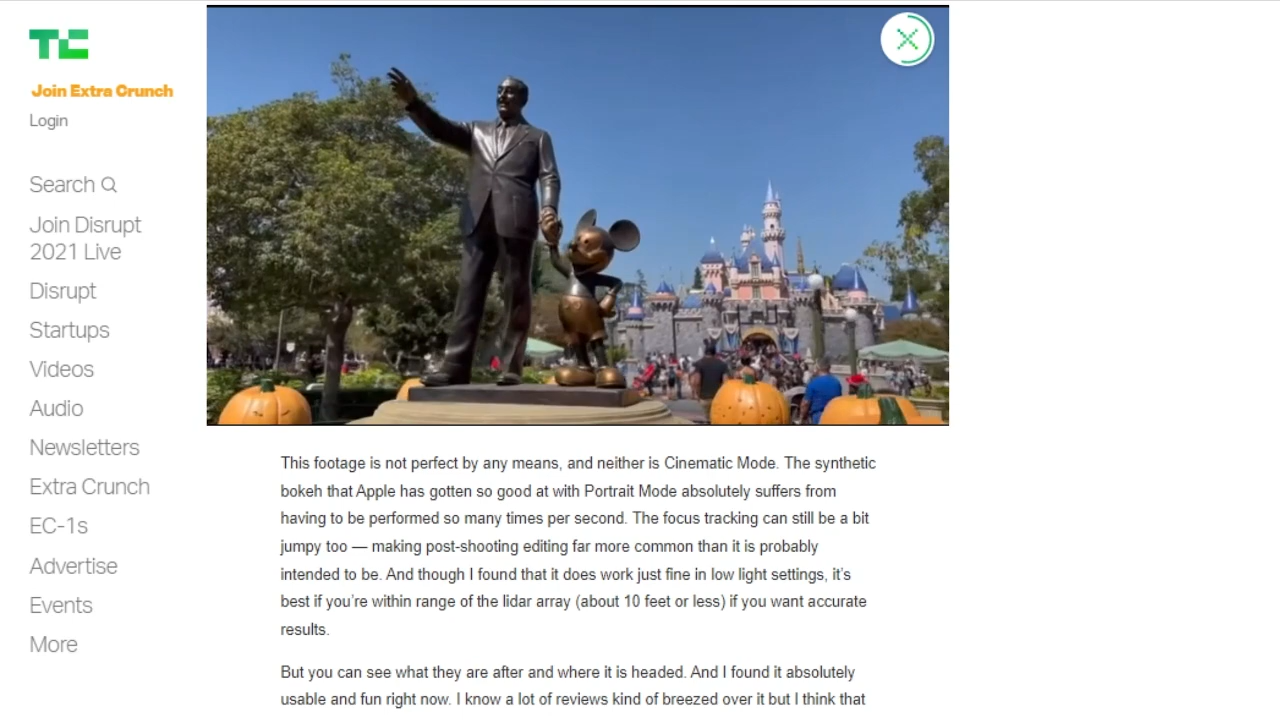 TC
Join Extra Crunch
Login
Search
Join Disrupt
2021 Live
Disrupt
Startups
Videos
Audio
Newsletters
Extra Crunch
EC-1s
Advertise
Events
More
This footage is not perfect by any means, and neither is Cinematic Mode. The synthetic
bokeh that Apple has gotten so good at with Portrait Mode absolutely suffers from
having to be performed so many times per second. The focus tracking can still be a bit
jumpy too — making post-shooting editing far more common than it is probably
intended to be. And though I found that it does work just fine in low light settings, it’s
best if you’re within range of the lidar array (about 10 feet or less) if you want accurate
results.
But you can see what they are after and where it is headed. And I found it absolutely
usable and fun right now. I know a lot of reviews kind of breezed over it but I think that